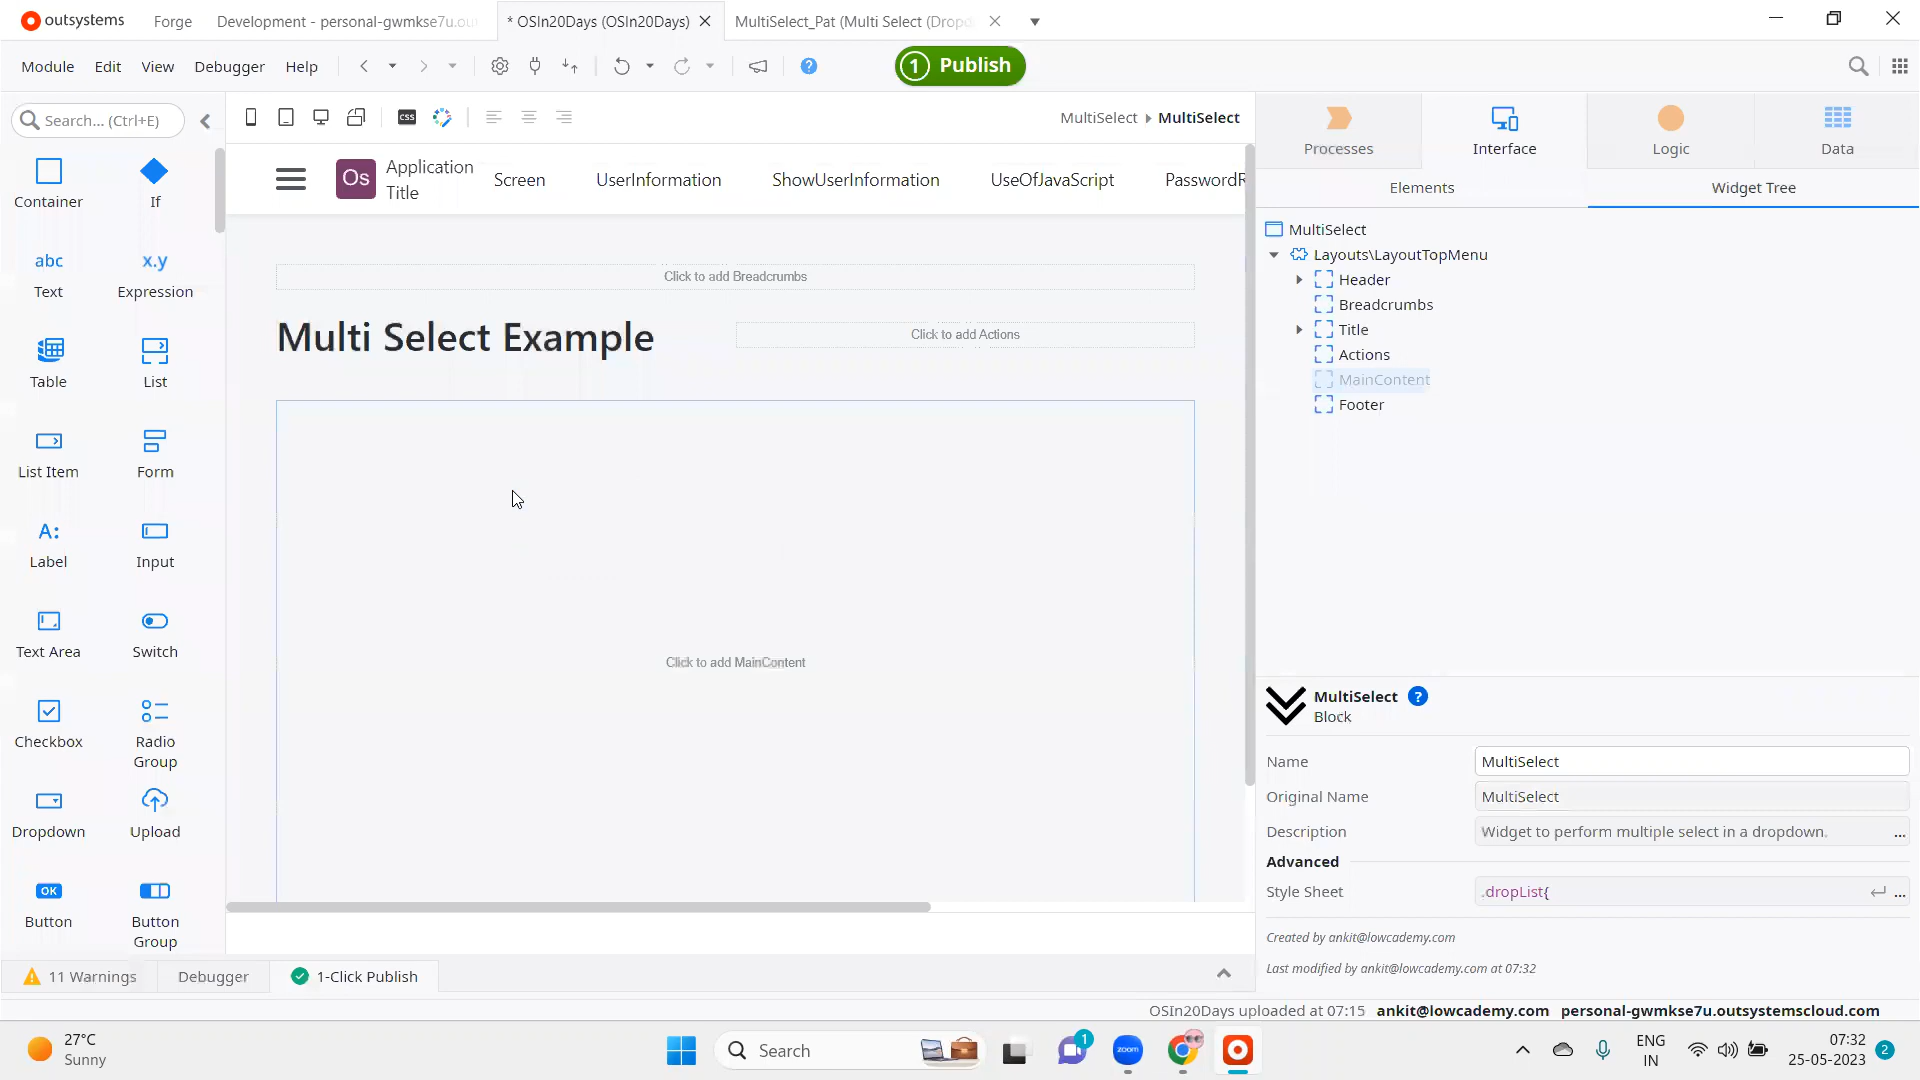 outsystems
Forge
Development - personal-gwmkse7u.ou
* OSIn20Days (OSIn20Days)
MultiSelect_Pat (Multi Select (Dropd
Module
Edit
View
Debugger
Help
1 Publish
Search... (Ctrl+E)
css
MultiSelect
MultiSelect
Processes
Interface
Logic
Data
Container
If
abc
Text
x.y
Expression
Table
List
List Item
Form
A:
Label
Input
Text Area
Switch
Checkbox
Radio
Group
Dropdown
Upload
OK
Button
Button
Group
Os
Application
Title
Screen
UserInformation
ShowUserInformation
UseOfJavaScript
PasswordR
Click to add Breadcrumbs
Multi Select Example
Click to add Actions
Click to add MainContent
Elements
Widget Tree
MultiSelect
Layouts\LayoutTopMenu
Header
Breadcrumbs
Title
Actions
MainContent
Footer
MultiSelect
?
Block
Name
MultiSelect
Original Name
MultiSelect
Description
Widget to perform multiple select in a dropdown.
...
Advanced
Style Sheet
.dropList{
...
Created by ankit@lowcademy.com
Last modified by ankit@lowcademy.com at 07:32
11 Warnings
Debugger
1-Click Publish
OSIn20Days uploaded at 07:15
ankit@lowcademy.com
personal-gwmkse7u.outsystemscloud.com
27°C
Sunny
Search
1
zoom
ENG
IN
07:32
25-05-2023
2